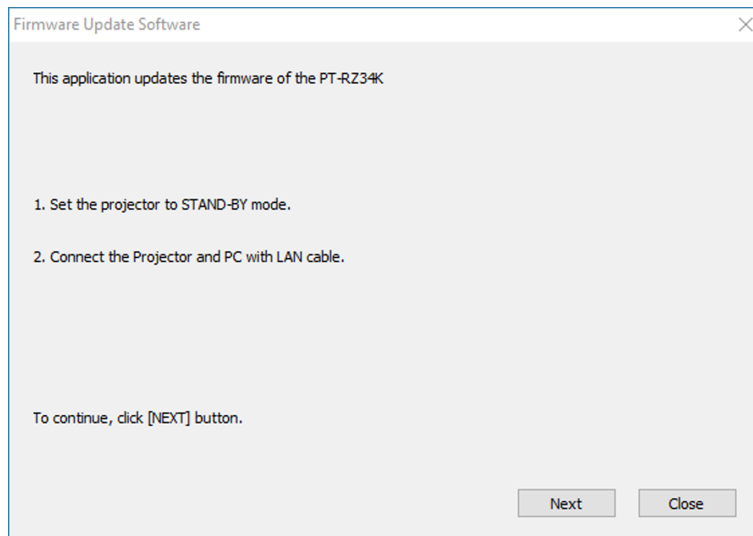 Firmware Update Software
This application updates the firmware of the PT-RZ34K
1. Set the projector to STAND-BY mode.
2. Connect the Projector and PC with LAN cable.
To continue, click [NEXT] button.
Next
Close